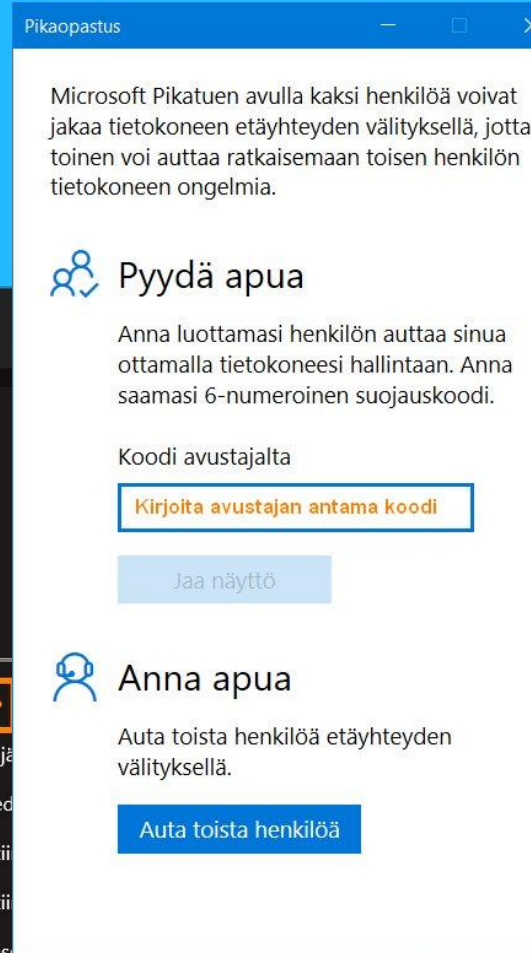 Pikaopastus
Microsoft Pikatuen avulla kaksi henkilöä voivat
jakaa tietokoneen etäyhteyden välityksellä, jotta
toinen voi auttaa ratkaisemaan toisen henkilön
tietokoneen ongelmia.
Pyydä apua
Anna luottamasi henkilön auttaa sinua
ottamalla tietokoneesi hallintaan. Anna
saamasi 6-numeroinen suojauskoodi.
Koodi avustajalta
Kirjoita avustajan antama koodi
Jaa näyttö
Anna apua
Auta toista henkilöä etäyhteyden
välityksellä.
Auta toista henkilöä